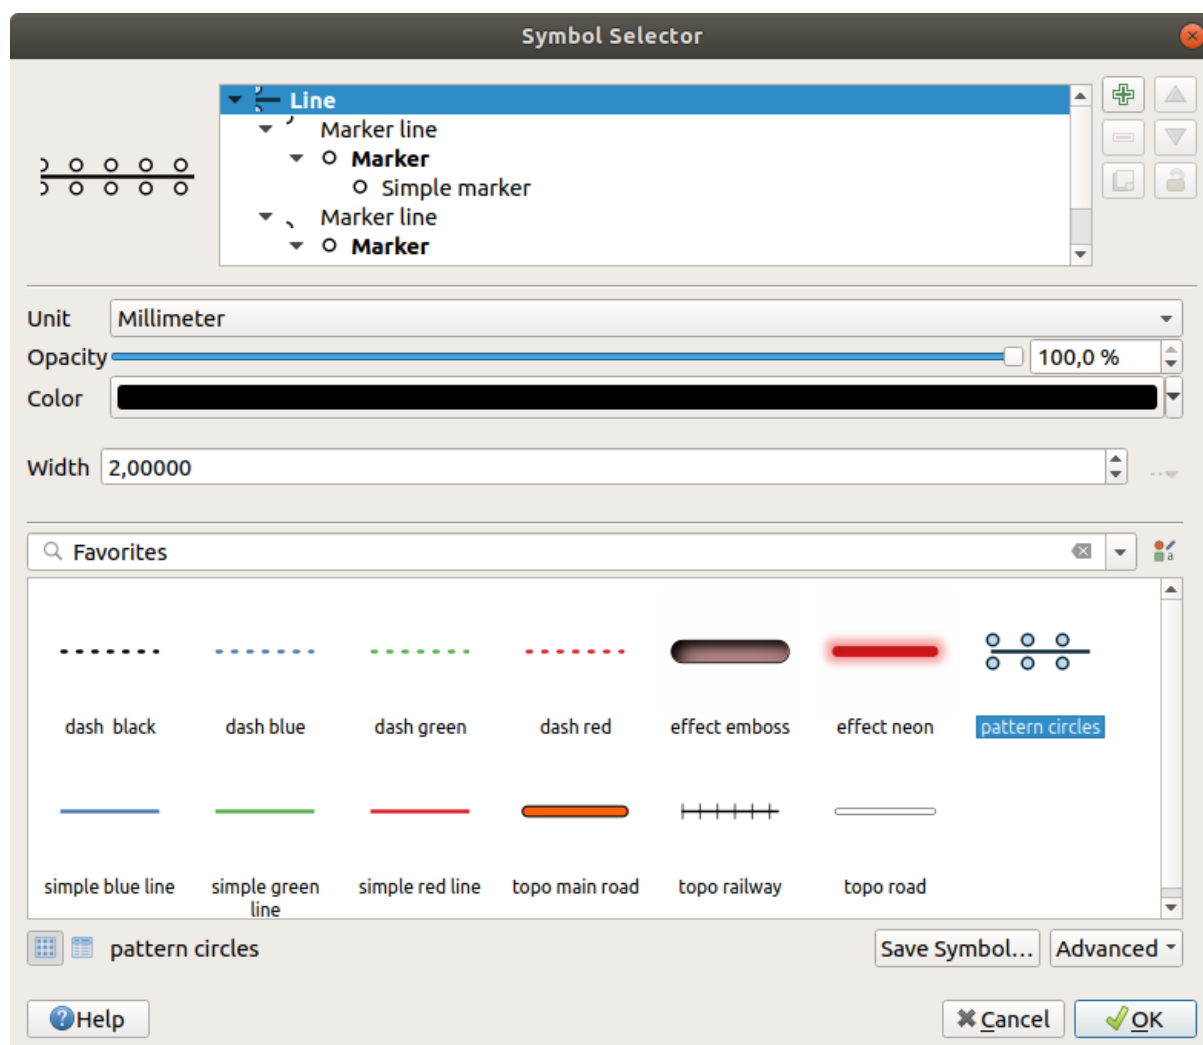 Symbol Selector
Line
Marker line
Marker
Simple marker
Marker line
Marker
Unit Millimeter
Opacity 100,0 %
Color
Width 2,00000
Favorites
a
dash  black dash blue dash green dash red effect emboss effect neon pattern circles
simple blue line simple green simple red line topo main road topo railway topo road
line
pattern circles Save Symbol... Advanced
?Help Cancel OK